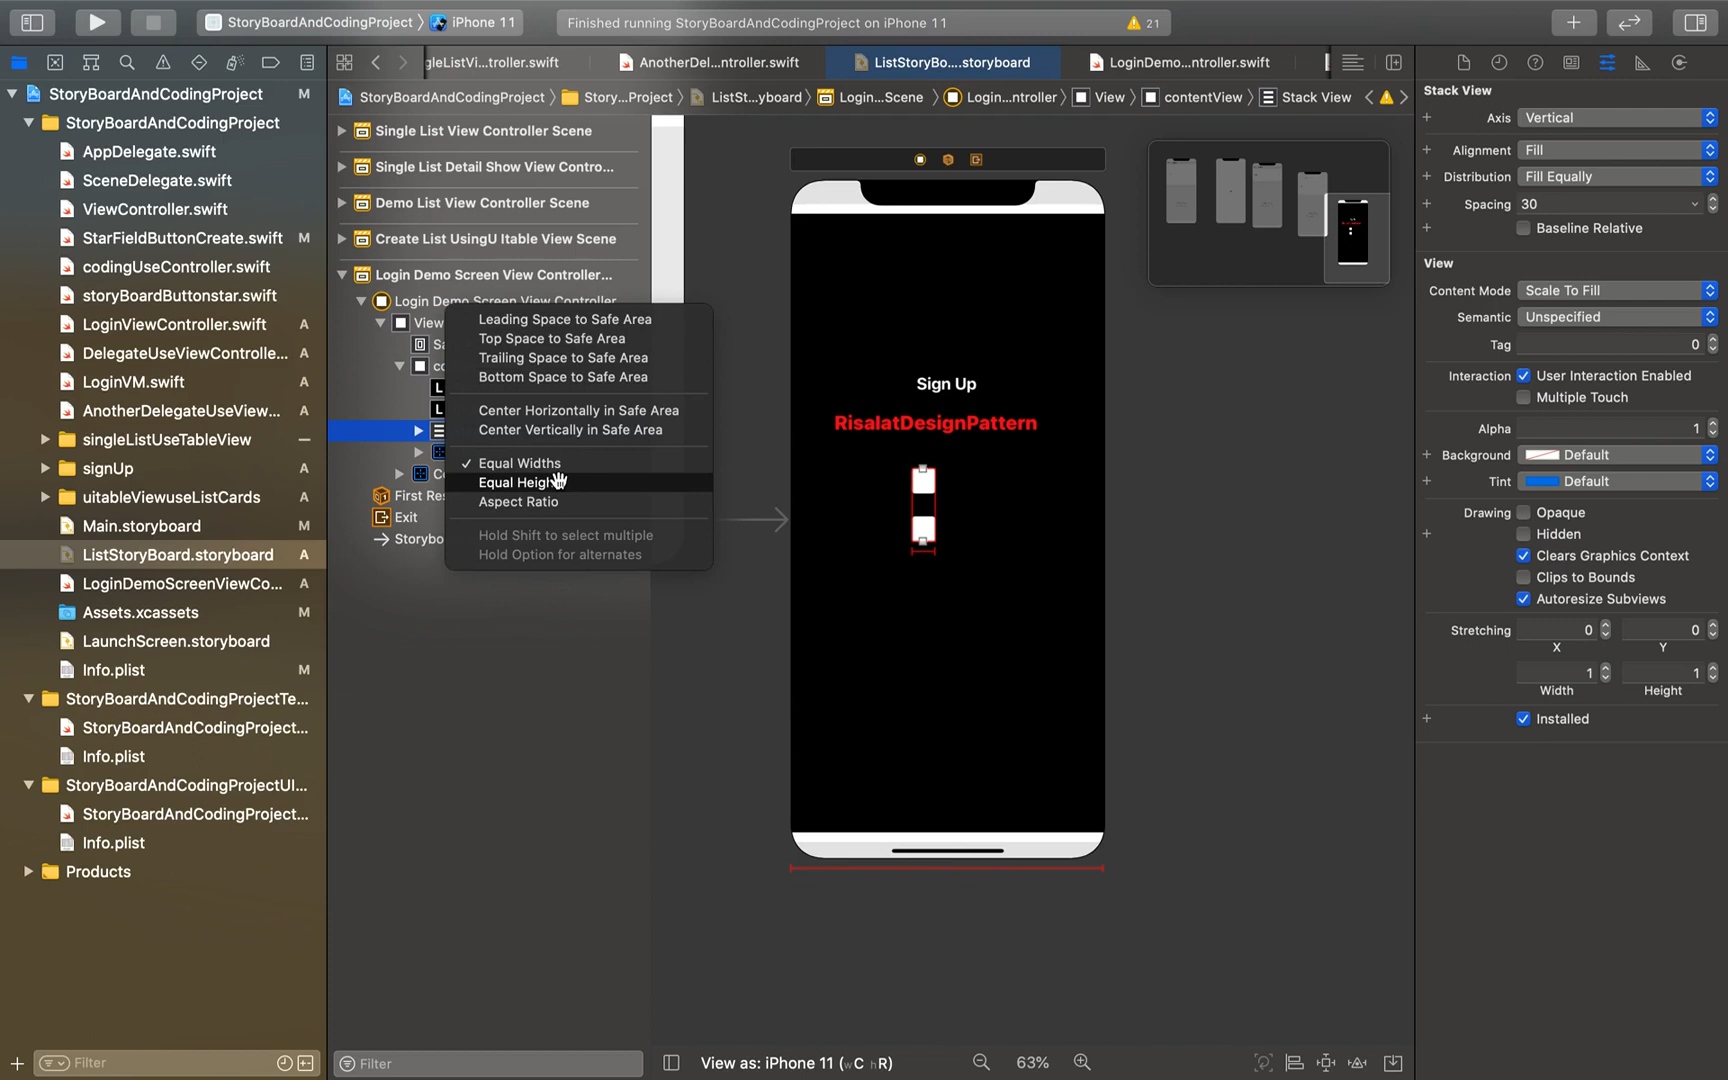 StoryBoardAndCodingProject
iPhone 11
Finished running StoryBoardAndCodingProject on iPhone 11
21
gleListVi...troller.swift
AnotherDel...ntroller.swift
ListStoryBo....storyboard
LoginDemo...ntroller.swift
StoryBoardAndCodingProject
Story...Project
ListSt...yboard
Login...Scene
Login...ntroller
View
contentView
Stack View
StoryBoardAndCodingProject M
StoryBoardAndCodingProject
AppDelegate.swift
SceneDelegate.swift
ViewController.swift
StarFieldButtonCreate.swift M
codingUseController.swift
storyBoardButtonstar.swift
LoginViewController.swift A
DelegateUseViewControlle... A
LoginVM.swift A
AnotherDelegateUseView... A
singleListUseTableView
signUp A
uitableViewuseListCards A
Main.storyboard A
ListStoryBoard.storyboard A
LoginDemoScreenViewCo... A
Assets.xcassets M
LaunchScreen.storyboard
Info.plist M
StoryBoardAndCodingProjectTe...
StoryBoardAndCodingProject...
Info.plist
StoryBoardAndCodingProjectUI...
StoryBoardAndCodingProject...
Info.plist
Products
Filter
Single List View Controller Scene
Single List Detail Show View Contro...
Demo List View Controller Scene
Create List UsingU Itable View Scene
Login Demo Screen View Controller...
Login Demo Screen View Controller
View
First Res
Exit
Storybo
Leading Space to Safe Area
Top Space to Safe Area
Trailing Space to Safe Area
Bottom Space to Safe Area
Center Horizontally in Safe Area
Center Vertically in Safe Area
✓ Equal Widths
Equal Heig
Aspect Ratio
Hold Shift to select multiple
Hold Option for alternates
Filter
Sign Up
RisalatDesignPattern
View as: iPhone 11 (wC hR)
63%
Stack View
Axis Vertical
Alignment Fill
Distribution Fill Equally
Spacing 30
Baseline Relative
View
Content Mode Scale To Fill
Semantic Unspecified
Tag 0
Interaction User Interaction Enabled
Multiple Touch
Alpha 1
Background Default
Tint Default
Drawing Opaque
Hidden
Clears Graphics Context
Clips to Bounds
Autoresize Subviews
Stretching 0 0
X Y
1 1
Width Height
Installed